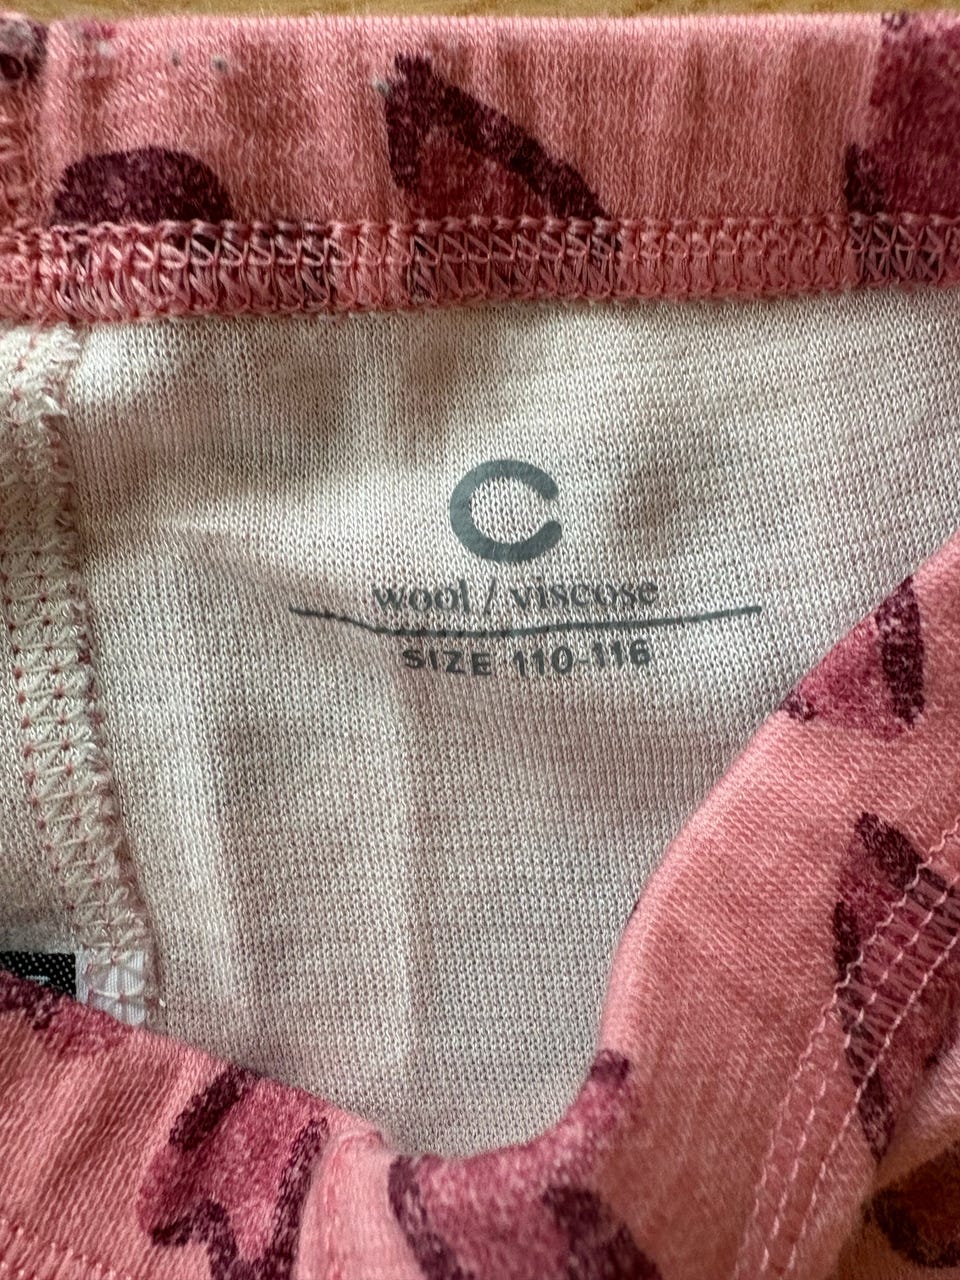 C
wool / viscose
SIZE 110-116